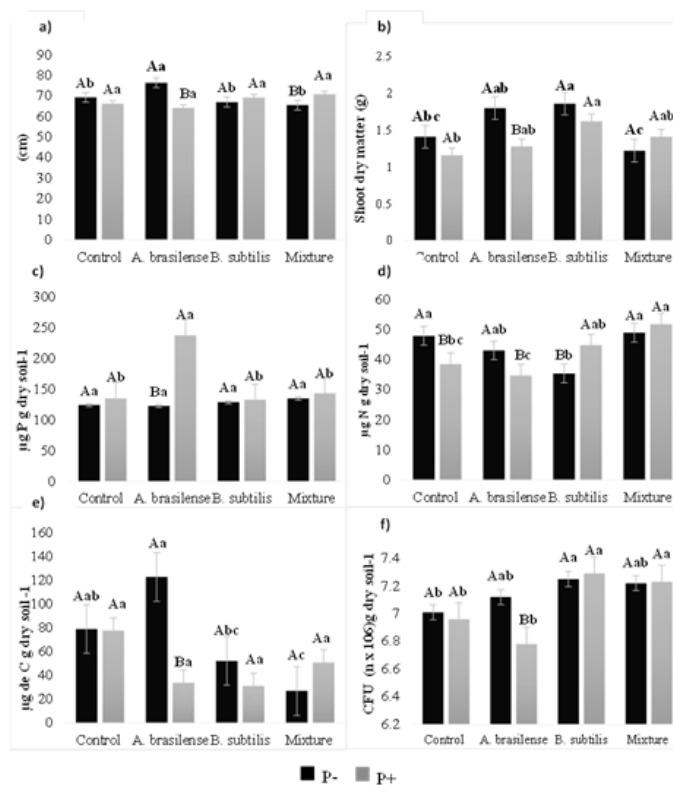 a)
90
80
70
60
50
40
30
20
10
0
(cm)
Ab Aa Aa Ba Ab Aa Bb Aa
Control A. brasilense B. subtilis Mixture
b)
2.5
2
1.5
1
0.5
0
Shoot dry matter (g)
Abc Ab Aab Bab Aa Aa Ac Aab
Control A. brasilense B. subtilis Mixture
c)
300
250
200
150
100
50
0
µgP g dry soil-1
Aa Ab Ba Aa Aa Ab Aa Ab
Control A. brasilense B. subtilis Mixture
d)
60
50
40
30
20
10
0
µg N g dry soil-1
Aa Bbc Aab Bc Bb Aab Aa Aa
Control A. brasilense B. subtilis Mixture
e)
160
140
120
100
80
60
40
20
0
µg de C g dry soil -1
Aab Aa Aa Ba Abc Aa Ac Aa
Control A. brasilense B. subtilis Mixture
f)
7.4
7.2
7
6.8
6.6
6.4
6.2
CFU (n x 106)g dry soil-1
Ab Ab Aab Bb Aa Aa Aab Aa
Control A. brasilense B. subtilis Mixture
P- P+